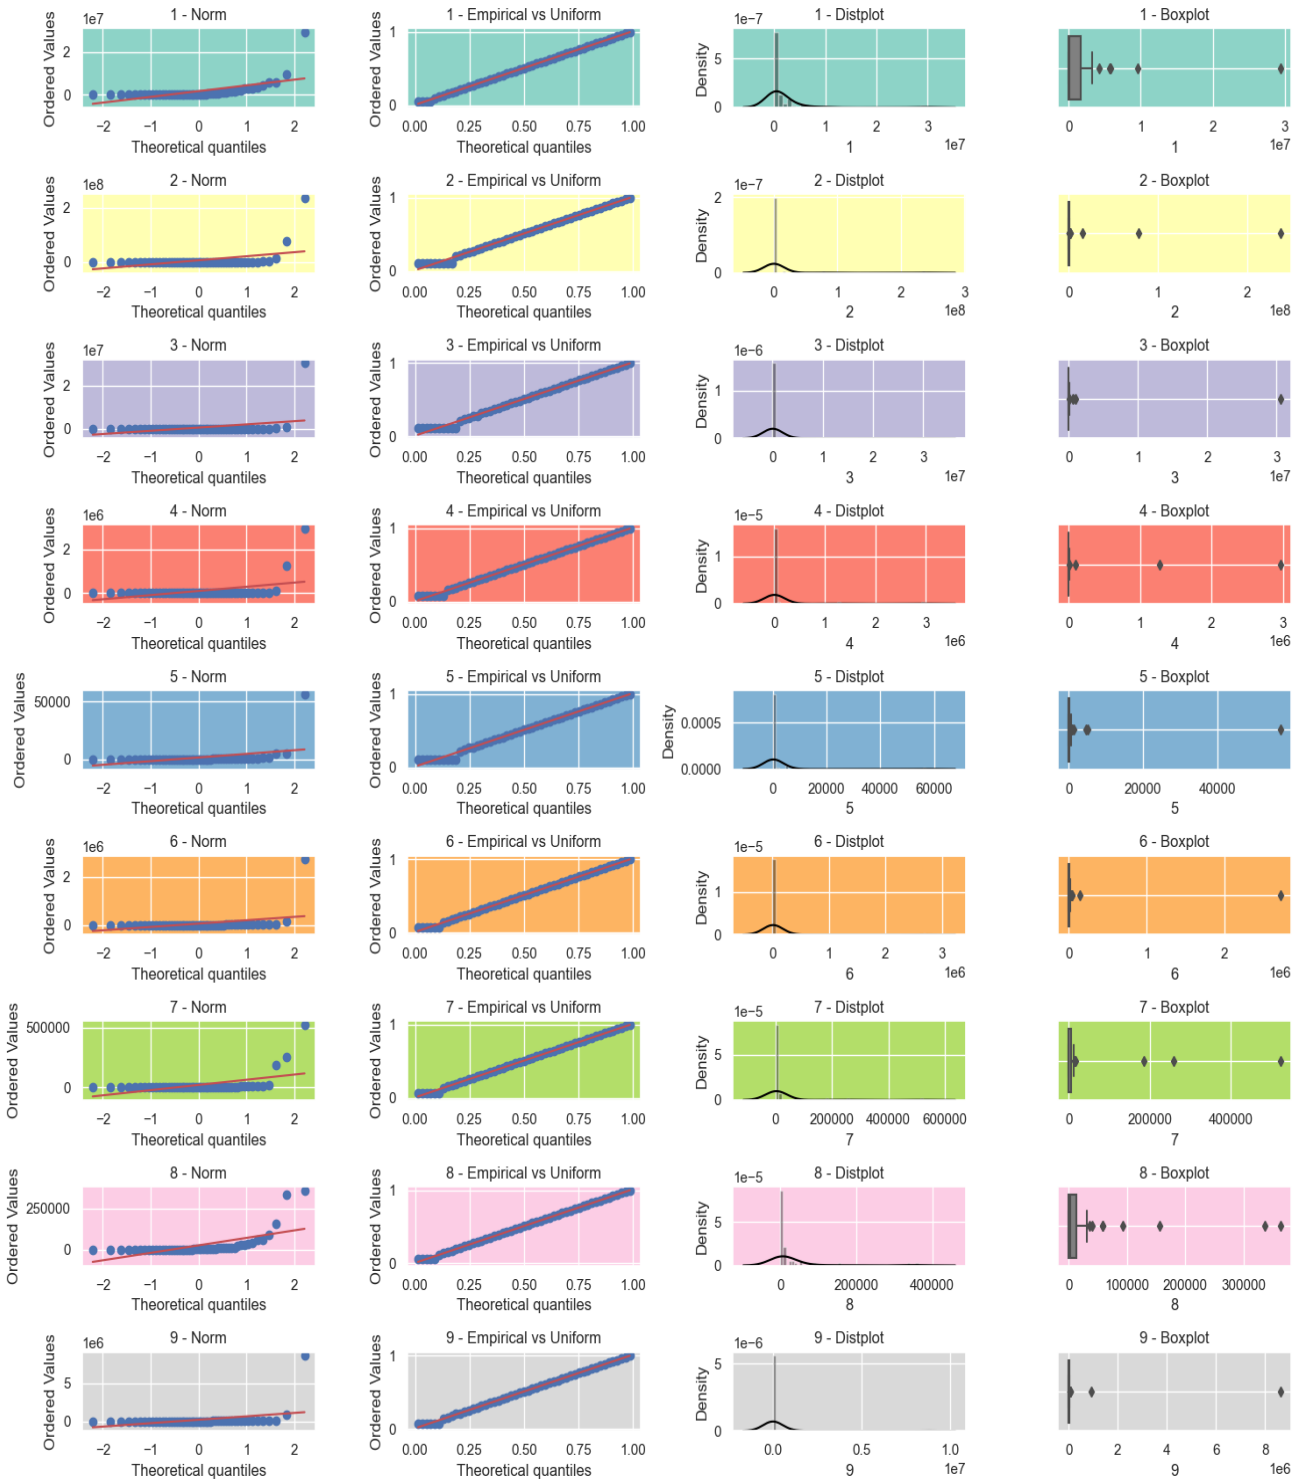 1 - Norm
1e7
Ordered Values
2
0
−2 −1 0 1 2
Theoretical quantiles
1 - Empirical vs Uniform
Ordered Values
1
0
0.00 0.25 0.50 0.75 1.00
Theoretical quantiles
1 - Distplot
1e−7
Density
5
0
0 1 2 3
1e7
1
1 - Boxplot
0 1 2 3
1e7
1
2 - Norm
1e8
Ordered Values
2
0
−2 −1 0 1 2
Theoretical quantiles
2 - Empirical vs Uniform
Ordered Values
1
0
0.00 0.25 0.50 0.75 1.00
Theoretical quantiles
2 - Distplot
1e−7
Density
2
0
0 1 2 3
1e8
2
2 - Boxplot
0 1 2
1e8
2
3 - Norm
1e7
Ordered Values
2
0
−2 −1 0 1 2
Theoretical quantiles
3 - Empirical vs Uniform
Ordered Values
1
0
0.00 0.25 0.50 0.75 1.00
Theoretical quantiles
3 - Distplot
1e−6
Density
1
0
0 1 2 3
1e7
3
3 - Boxplot
0 1 2 3
1e7
3
4 - Norm
1e6
Ordered Values
2
0
−2 −1 0 1 2
Theoretical quantiles
4 - Empirical vs Uniform
Ordered Values
1
0
0.00 0.25 0.50 0.75 1.00
Theoretical quantiles
4 - Distplot
1e−5
Density
1
0
0 1 2 3
1e6
4
4 - Boxplot
0 1 2 3
1e6
4
5 - Norm
Ordered Values
50000
0
−2 −1 0 1 2
Theoretical quantiles
5 - Empirical vs Uniform
Ordered Values
1
0
0.00 0.25 0.50 0.75 1.00
Theoretical quantiles
5 - Distplot
Density
0.0005
0.0000
0 20000 40000 60000
5
5 - Boxplot
0 20000 40000
5
6 - Norm
1e6
Ordered Values
2
0
−2 −1 0 1 2
Theoretical quantiles
6 - Empirical vs Uniform
Ordered Values
1
0
0.00 0.25 0.50 0.75 1.00
Theoretical quantiles
6 - Distplot
1e−5
Density
1
0
0 1 2 3
1e6
6
6 - Boxplot
0 1 2
1e6
6
7 - Norm
Ordered Values
500000
0
−2 −1 0 1 2
Theoretical quantiles
7 - Empirical vs Uniform
Ordered Values
1
0
0.00 0.25 0.50 0.75 1.00
Theoretical quantiles
7 - Distplot
1e−5
Density
5
0
0 200000 400000 600000
7
7 - Boxplot
0 200000 400000
7
8 - Norm
Ordered Values
250000
0
−2 −1 0 1 2
Theoretical quantiles
8 - Empirical vs Uniform
Ordered Values
1
0
0.00 0.25 0.50 0.75 1.00
Theoretical quantiles
8 - Distplot
1e−5
Density
5
0
0 200000 400000
8
8 - Boxplot
0 100000 200000 300000
8
9 - Norm
1e6
Ordered Values
5
0
−2 −1 0 1 2
Theoretical quantiles
9 - Empirical vs Uniform
Ordered Values
1
0
0.00 0.25 0.50 0.75 1.00
Theoretical quantiles
9 - Distplot
1e−6
Density
5
0
0.0 0.5 1.0
1e7
9
9 - Boxplot
0 2 4 6 8
1e6
9